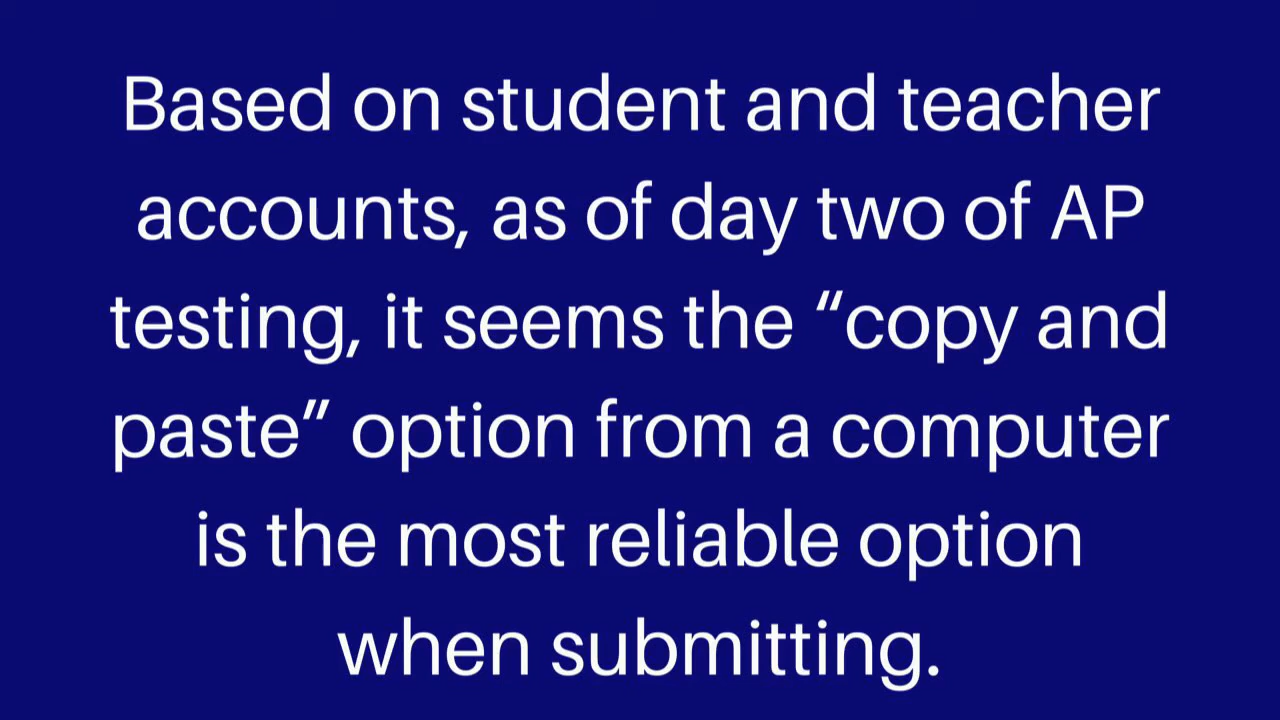 Based on student and teacher
accounts, as of day two of AP
testing, it seems the “copy and
paste” option from a computer
is the most reliable option
when submitting.